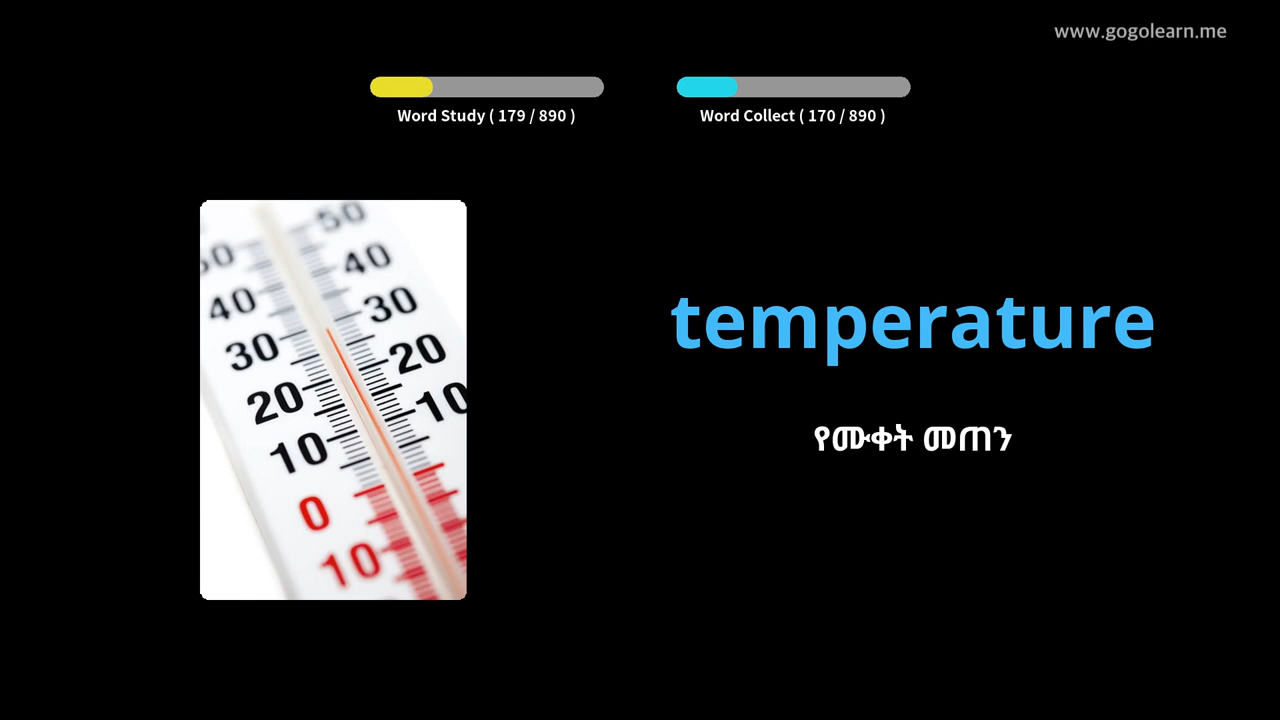 www.gogolearn.me
Word Study ( 179 / 890 )
Word Collect ( 170 / 890 )
temperature
የሙቀት መጠን
50
50
40
40
30
30
20
20
10
10
0
10